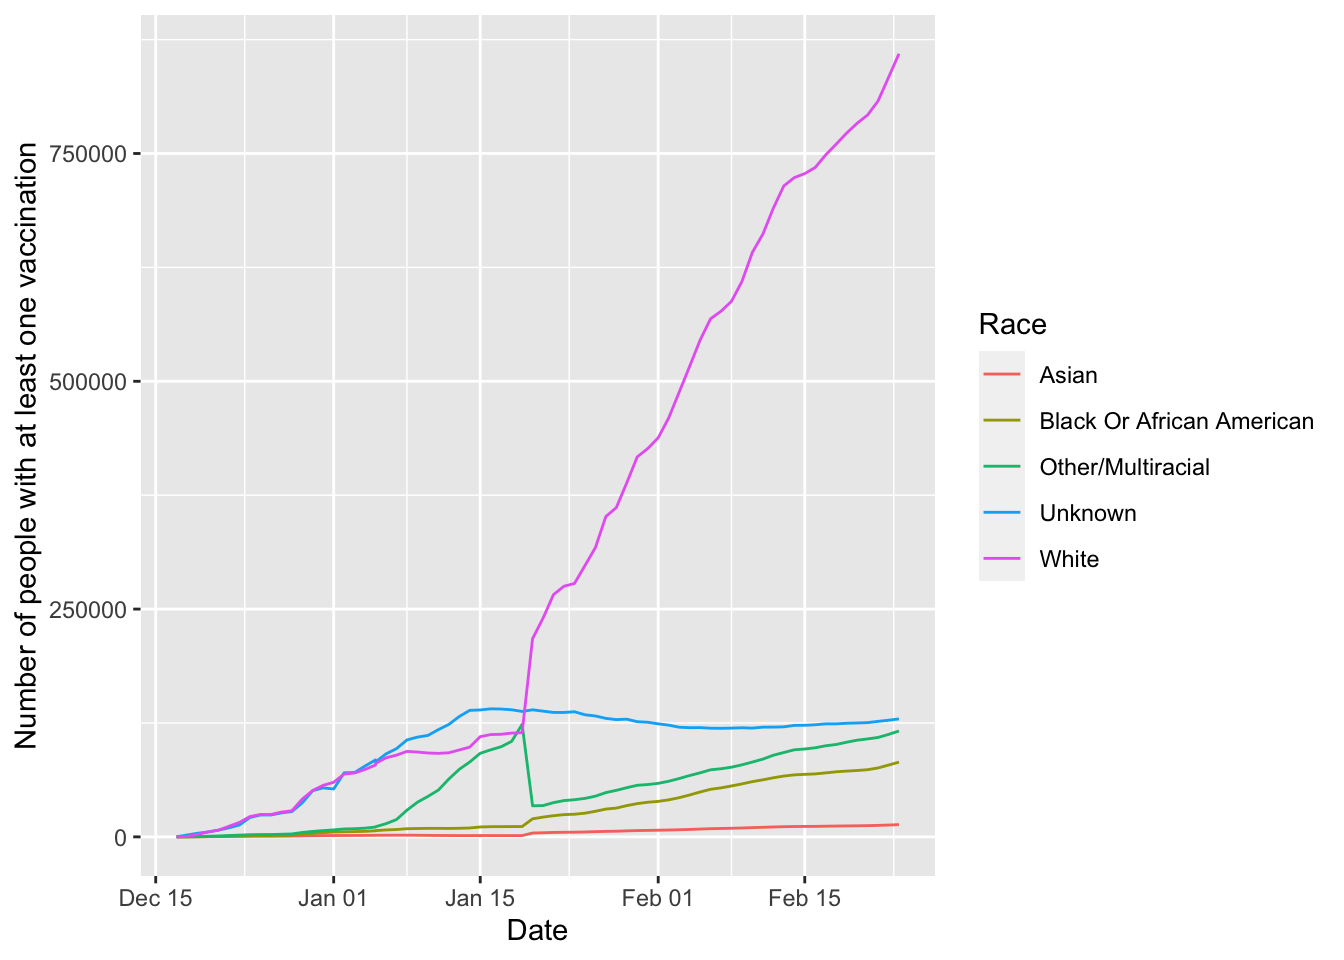 Number of people with at least one vaccination
750000
500000
250000
0
Dec 15
Jan 01
Jan 15
Feb 01
Feb 15
Date
Race
Asian
Black Or African American
Other/Multiracial
Unknown
White